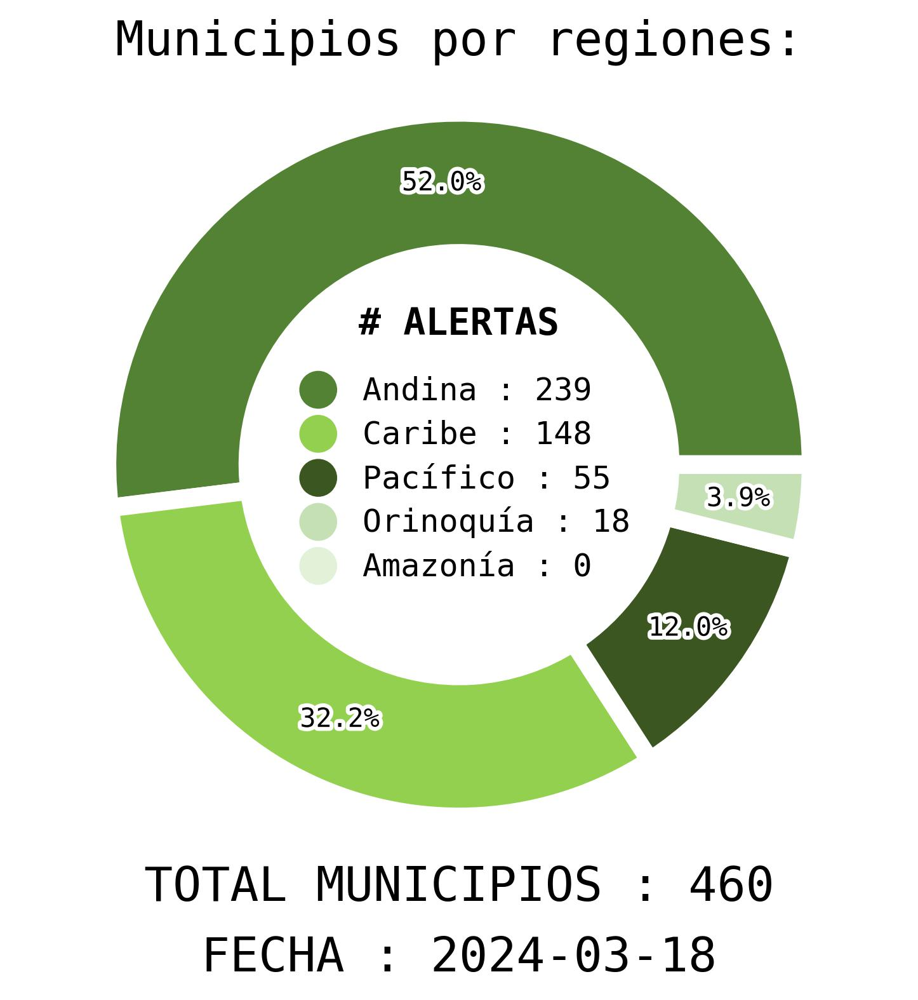 Municipios por regiones:
52.0%
# ALERTAS
Andina : 239
Caribe : 148
Pacífico : 55
Orinoquía : 18
Amazonía : 0
3.9%
12.0%
32.2%
TOTAL MUNICIPIOS : 460
FECHA : 2024-03-18